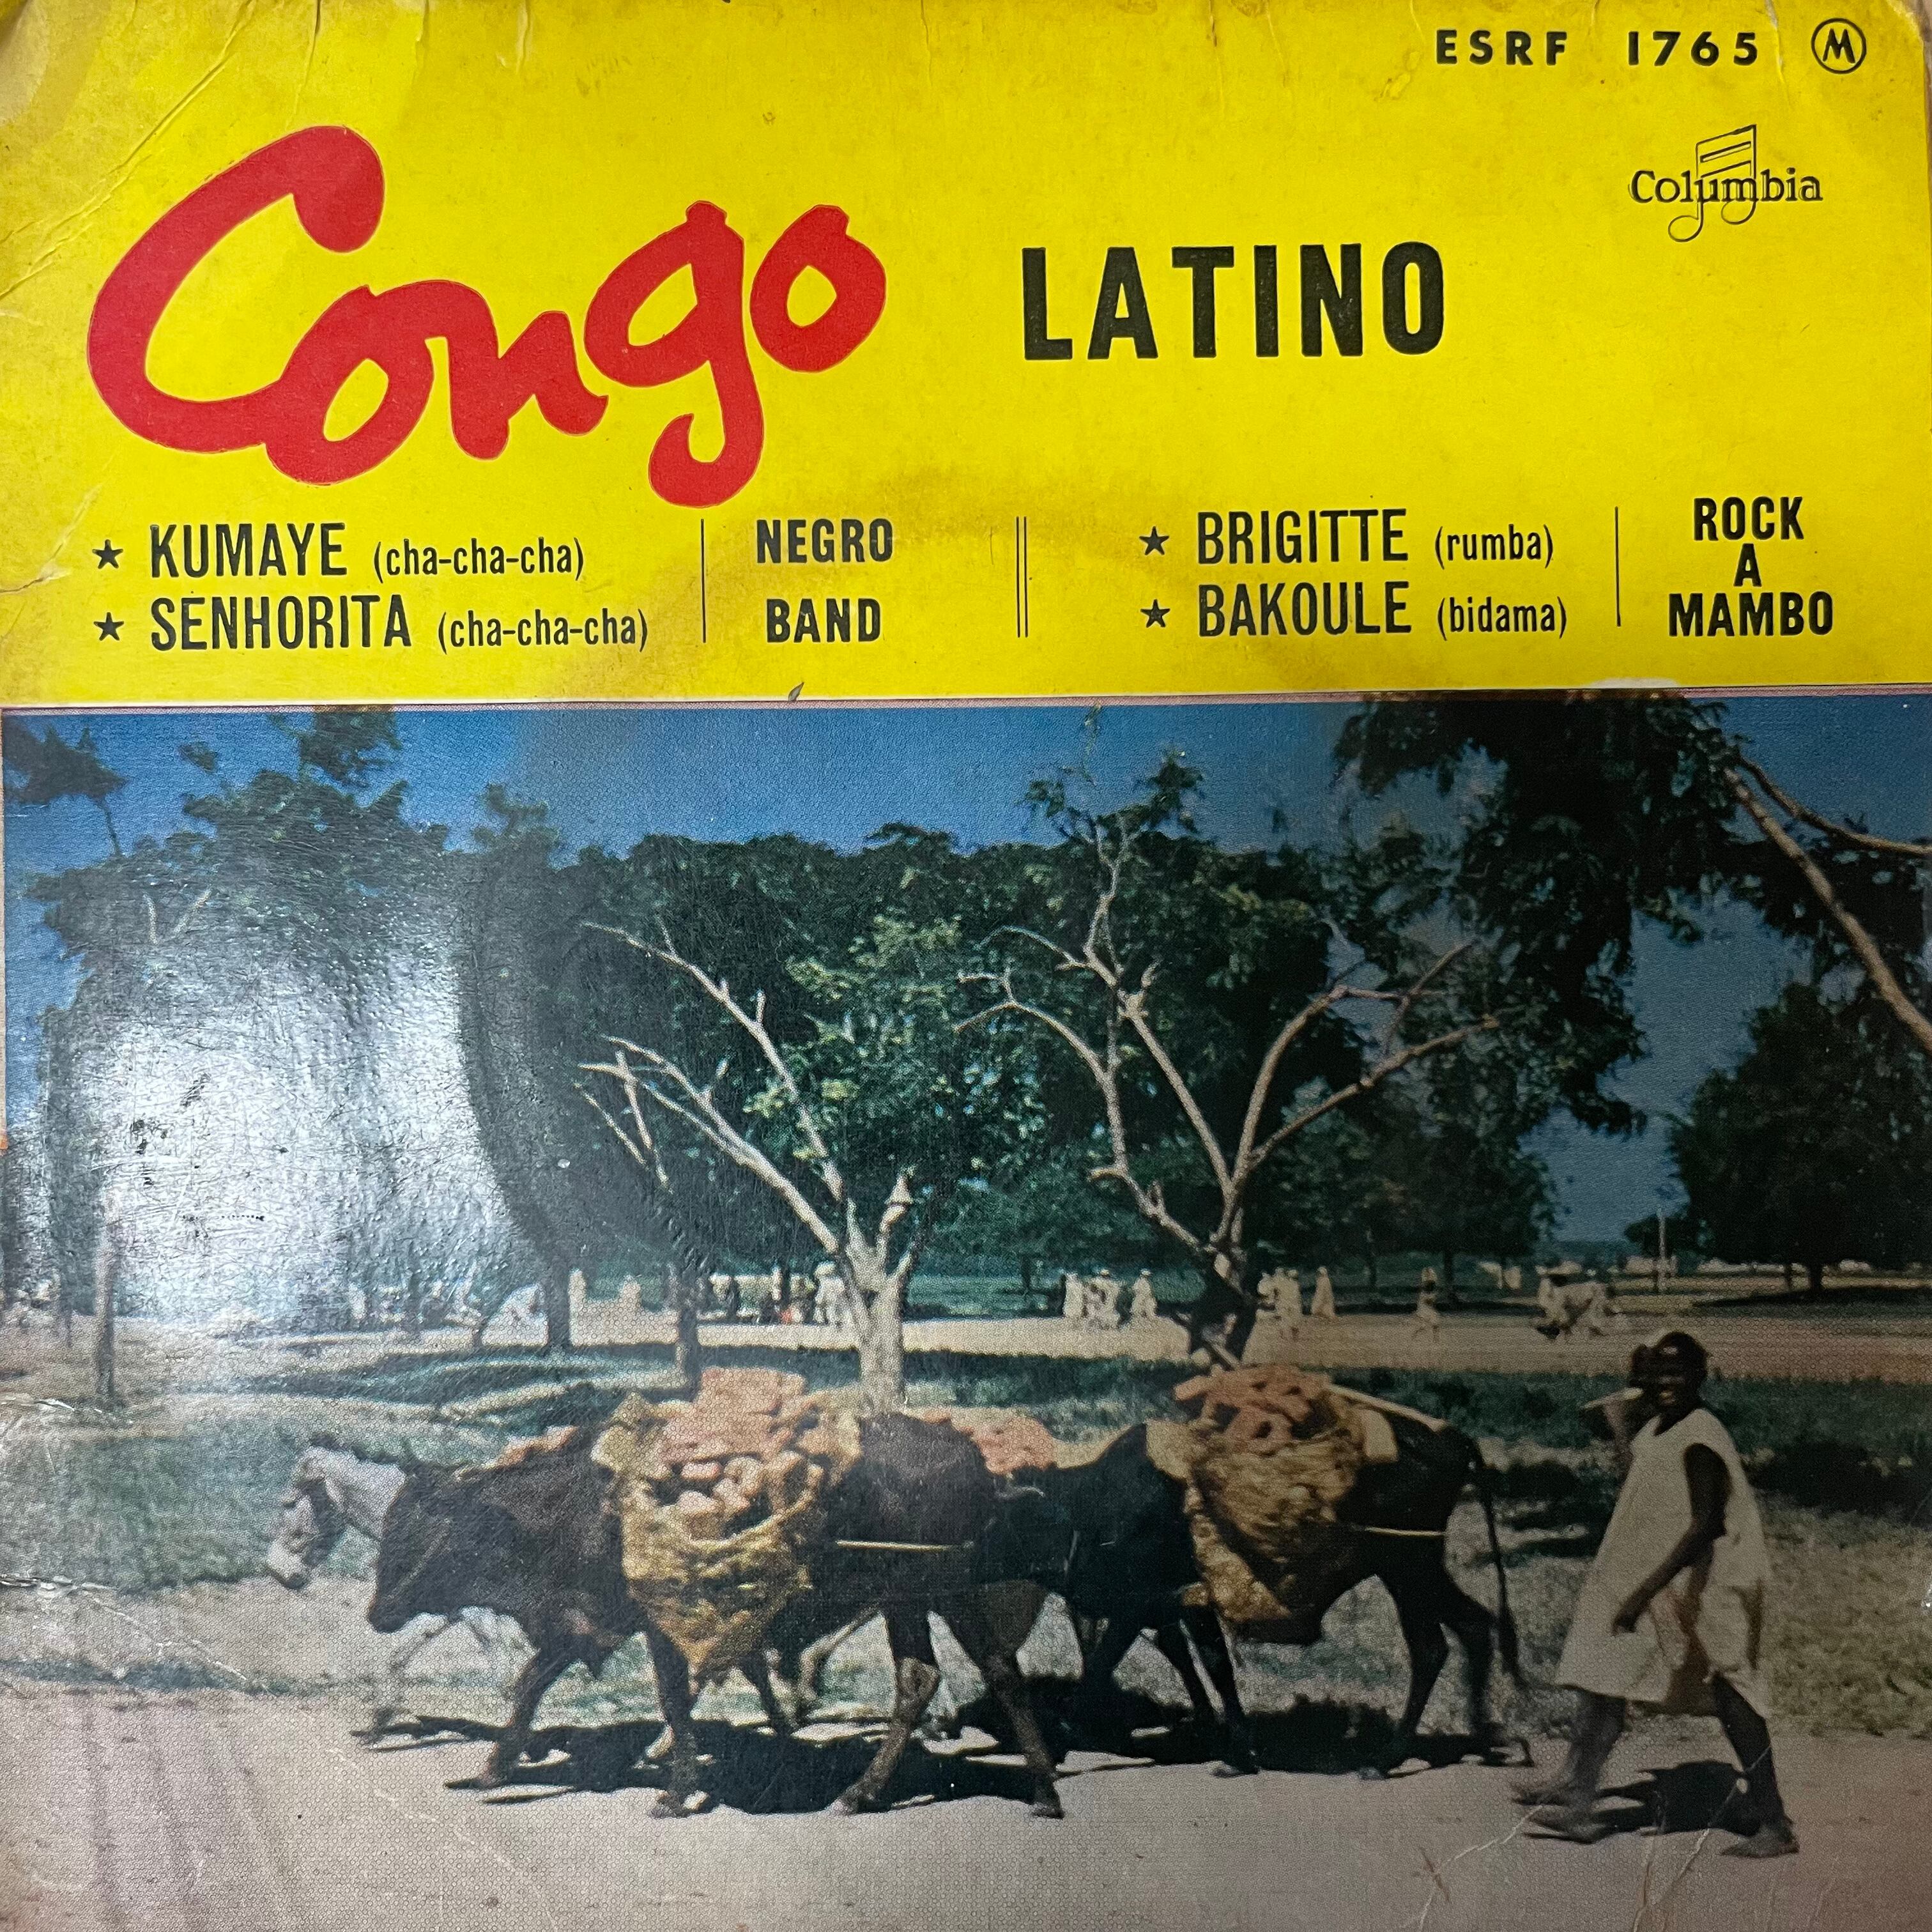 ESRF 1765 M
Columbia
Congo LATINO
★ KUMAYE (cha-cha-cha)
★ SENHORITA (cha-cha-cha)
NEGRO
BAND
★ BRIGITTE (rumba)
★ BAKOULE (bidama)
ROCK
A
MAMBO